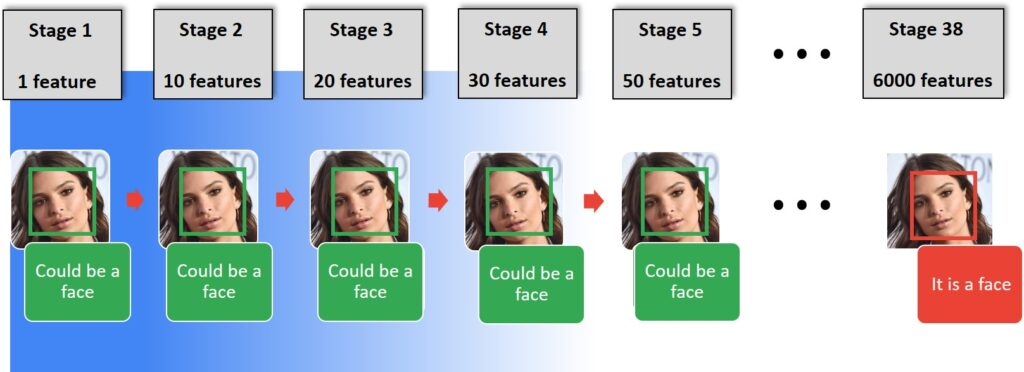 Stage 1
1 feature
Stage 2
10 features
Stage 3
20 features
Stage 4
30 features
Stage 5
50 features
Stage 38
6000 features
Could be a
face
Could be a
face
Could be a
face
Could be a
face
Could be a
face
It is a face